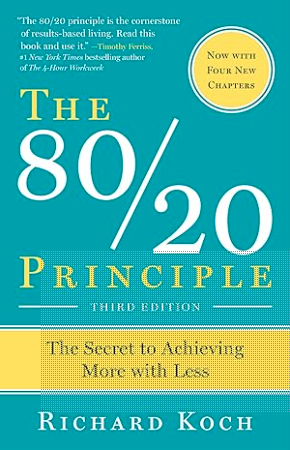 "The 80/20 principle is the cornerstone
of results-based living. Read this
book and use it." —Timothy Ferriss,
#1 New York Times bestselling author
of The 4-Hour Workweek
Now with
Four New
Chapters
The
80/20
Principle
THIRD EDITION
The Secret to Achieving
More with Less
Richard Koch